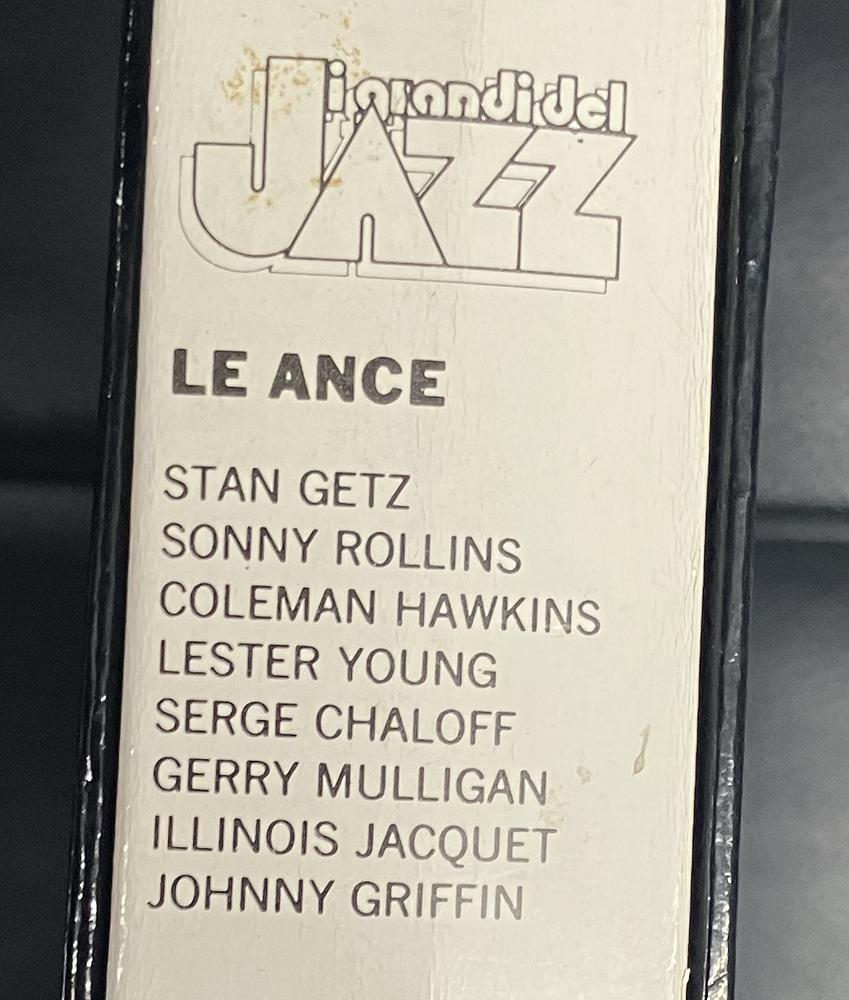 i grandi del
JAZZ
LE ANCE
STAN GETZ
SONNY ROLLINS
COLEMAN HAWKINS
LESTER YOUNG
SERGE CHALOFF
GERRY MULLIGAN
ILLINOIS JACQUET
JOHNNY GRIFFIN